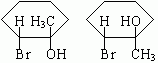 H H₃C H HO
Br OH Br CH₃